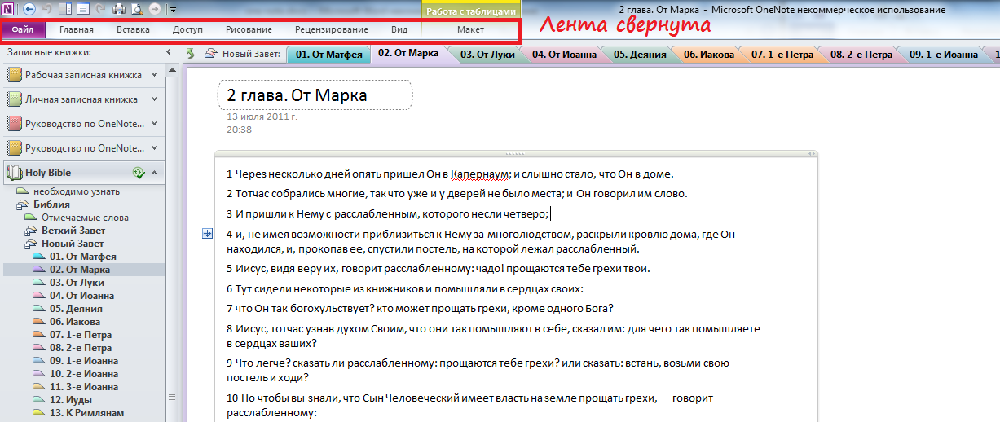 Работа с таблицами
2 глава. От Марка - Microsoft OneNote некоммерческое использование
Файл Главная Вставка Доступ Рисование Рецензирование Вид Макет
Лента свернута
Записные книжки:
Новый Завет: 01. От Матфея 02. От Марка 03. От Луки 04. От Иоанна 05. Деяния 06. Иакова 07. 1-е Петра 08. 2-е Петра 09. 1-е Иоанна 1
Рабочая записная книжка
Личная записная книжка
Руководство по OneNote...
Руководство по OneNote...
Holy Bible
необходимо узнать
Библия
Отмечаемые слова
Ветхий Завет
Новый Завет
01. От Матфея
02. От Марка
03. От Луки
04. От Иоанна
05. Деяния
06. Иакова
07. 1-е Петра
08. 2-е Петра
09. 1-е Иоанна
10. 2-е Иоанна
11. 3-е Иоанна
12. Иуды
13. К Римлянам
2 глава. От Марка
13 июля 2011 г.
20:38
1 Через несколько дней опять пришел Он в Капернаум; и слышно стало, что Он в доме.
2 Тотчас собрались многие, так что уже и у дверей не было места; и Он говорил им слово.
3 И пришли к Нему с расслабленным, которого несли четверо;
4 и, не имея возможности приблизиться к Нему за многолюдством, раскрыли кровлю дома, где Он
находился, и, прокопав ее, спустили постель, на которой лежал расслабленный.
5 Иисус, видя веру их, говорит расслабленному: чадо! прощаются тебе грехи твои.
6 Тут сидели некоторые из книжников и помышляли в сердцах своих:
7 что Он так богохульствует? кто может прощать грехи, кроме одного Бога?
8 Иисус, тотчас узнав духом Своим, что они так помышляют в себе, сказал им: для чего так помышляете
в сердцах ваших?
9 Что легче? сказать ли расслабленному: прощаются тебе грехи? или сказать: встань, возьми свою
постель и ходи?
10 Но чтобы вы знали, что Сын Человеческий имеет власть на земле прощать грехи, — говорит
расслабленному: